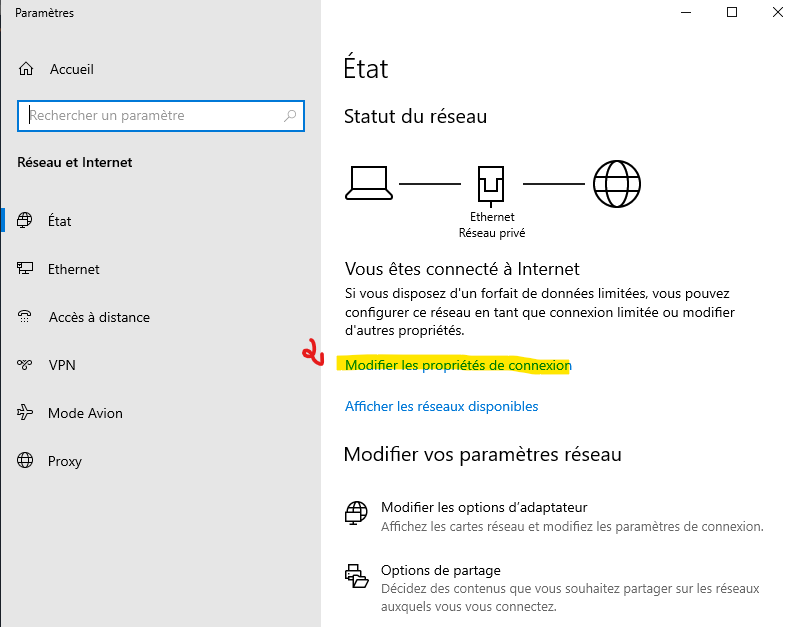 Paramètres
Accueil
Rechercher un paramètre
Réseau et Internet
État
Ethernet
Accès à distance
VPN
Mode Avion
Proxy
État
Statut du réseau
Ethernet
Réseau privé
Vous êtes connecté à Internet
Si vous disposez d'un forfait de données limitées, vous pouvez
configurer ce réseau en tant que connexion limitée ou modifier
d'autres propriétés.
2
Modifier les propriétés de connexion
Afficher les réseaux disponibles
Modifier vos paramètres réseau
Modifier les options d’adaptateur
Affichez les cartes réseau et modifiez les paramètres de connexion.
Options de partage
Décidez des contenus que vous souhaitez partager sur les réseaux
auxquels vous vous connectez.